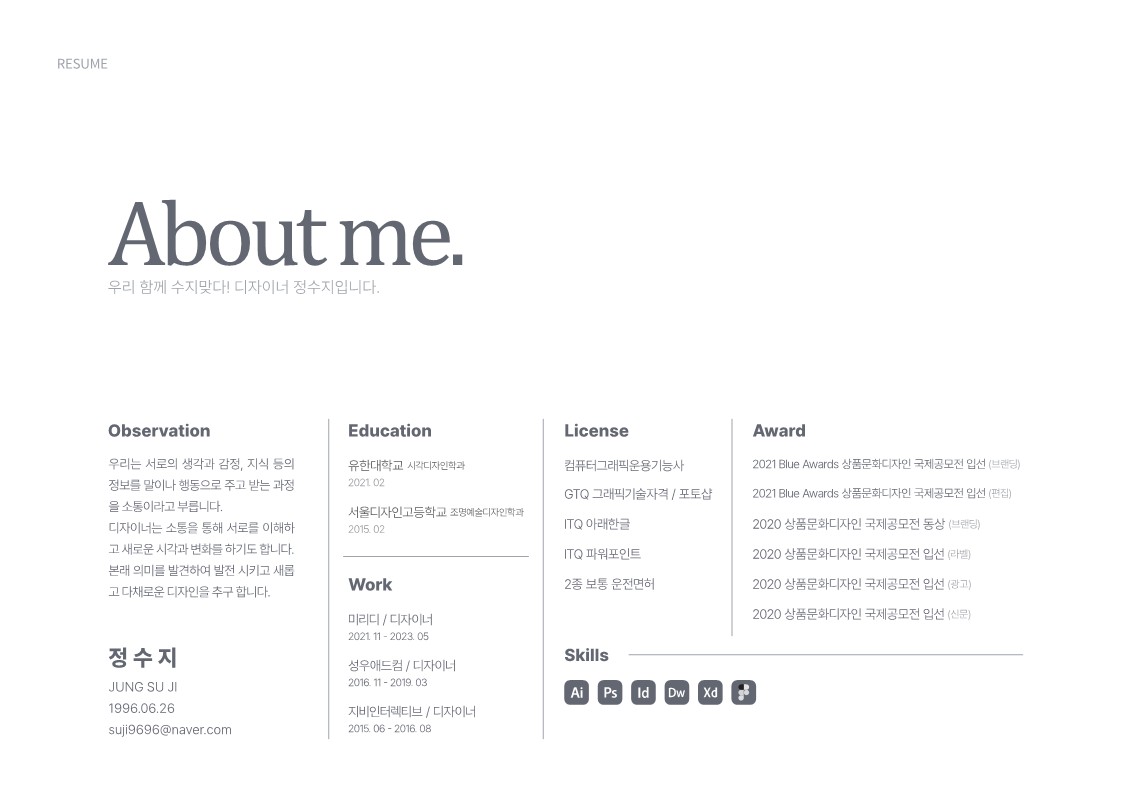 RESUME
About me.
우리 함께 수지맞다! 디자이너 정수지입니다.
Observation
우리는 서로의 생각과 감정, 지식 등의
정보를 말이나 행동으로 주고 받는 과정
을 소통이라고 부릅니다.
디자이너는 소통을 통해 서로를 이해하
고 새로운 시각과 변화를 하기도 합니다.
본래 의미를 발견하여 발전 시키고 새롭
고 다채로운 디자인을 추구 합니다.
정 수 지
JUNG SU JI
1996.06.26
suji9696@naver.com
Education
유한대학교 시각디자인학과
2021. 02
서울디자인고등학교 조명예술디자인학과
2015. 02
Work
미리디 / 디자이너
2021. 11 - 2023. 05
성우애드컴 / 디자이너
2016. 11 - 2019. 03
지비인터렉티브 / 디자이너
2015. 06 - 2016. 08
License
컴퓨터그래픽운용기능사
GTQ 그래픽기술자격 / 포토샵
ITQ 아래한글
ITQ 파워포인트
2종 보통 운전면허
Award
2021 Blue Awards 상품문화디자인 국제공모전 입선 (브랜딩)
2021 Blue Awards 상품문화디자인 국제공모전 입선 (편집)
2020 상품문화디자인 국제공모전 동상 (브랜딩)
2020 상품문화디자인 국제공모전 입선 (라벨)
2020 상품문화디자인 국제공모전 입선 (광고)
2020 상품문화디자인 국제공모전 입선 (신문)
Skills
Ai Ps Id Dw Xd